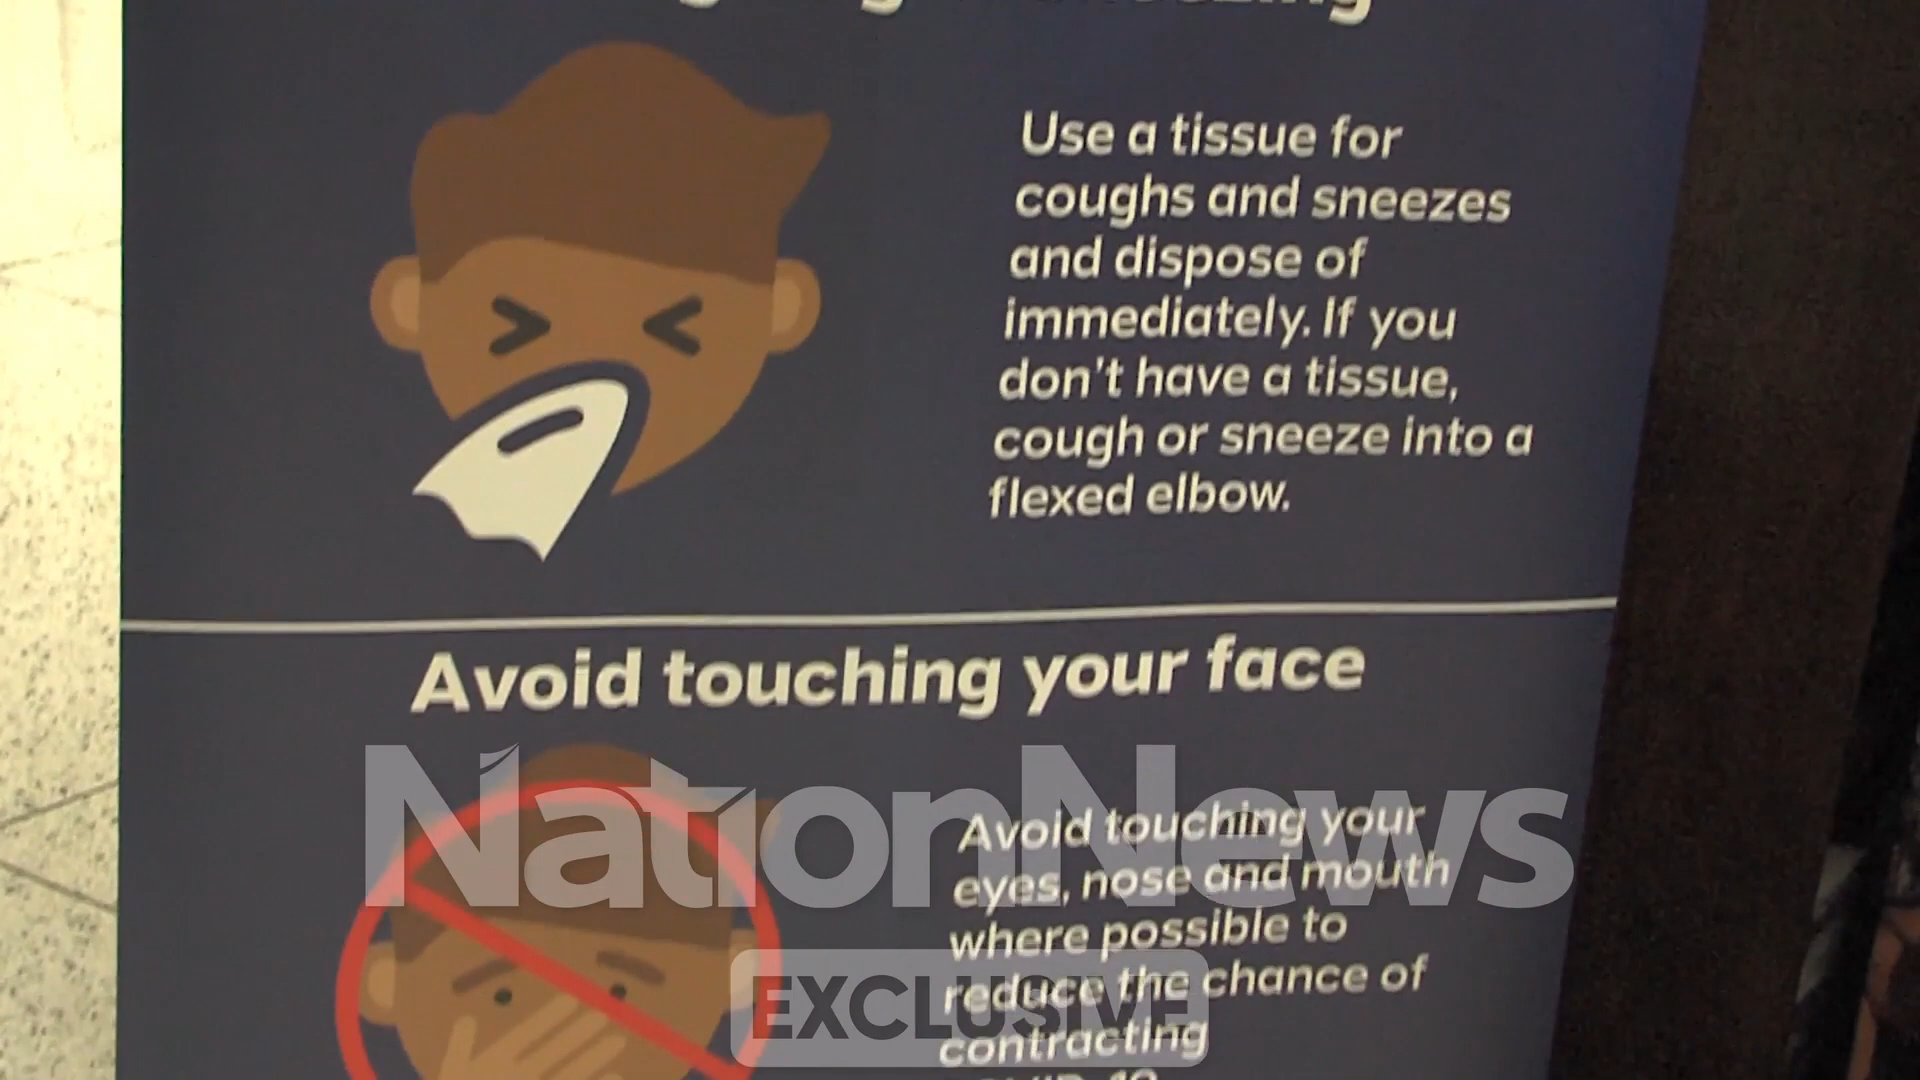 Use a tissue for
coughs and sneezes
and dispose of
immediately. If you
don't have a tissue,
cough or sneeze into a
flexed elbow.
Avoid touching your face
NationNews
Avoid touching your
eyes, nose and mouth
where possible to
reduce the chance of
EXCLUSIVE
contracting